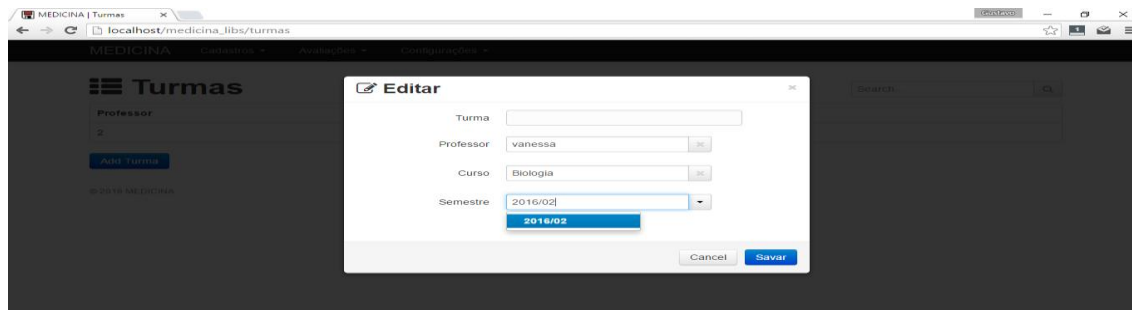 MEDICINA | Turmas
Gustavo
localhost/medicina_libs/turmas
MEDICINA Cadastros Avaliações Configurações
Turmas
Search...
Professor
2
Add Turma
© 2016 MEDICINA
Editar
Turma
Professor vanessa
Curso Biologia
Semestre 2016/02
2016/02
Cancel Savar